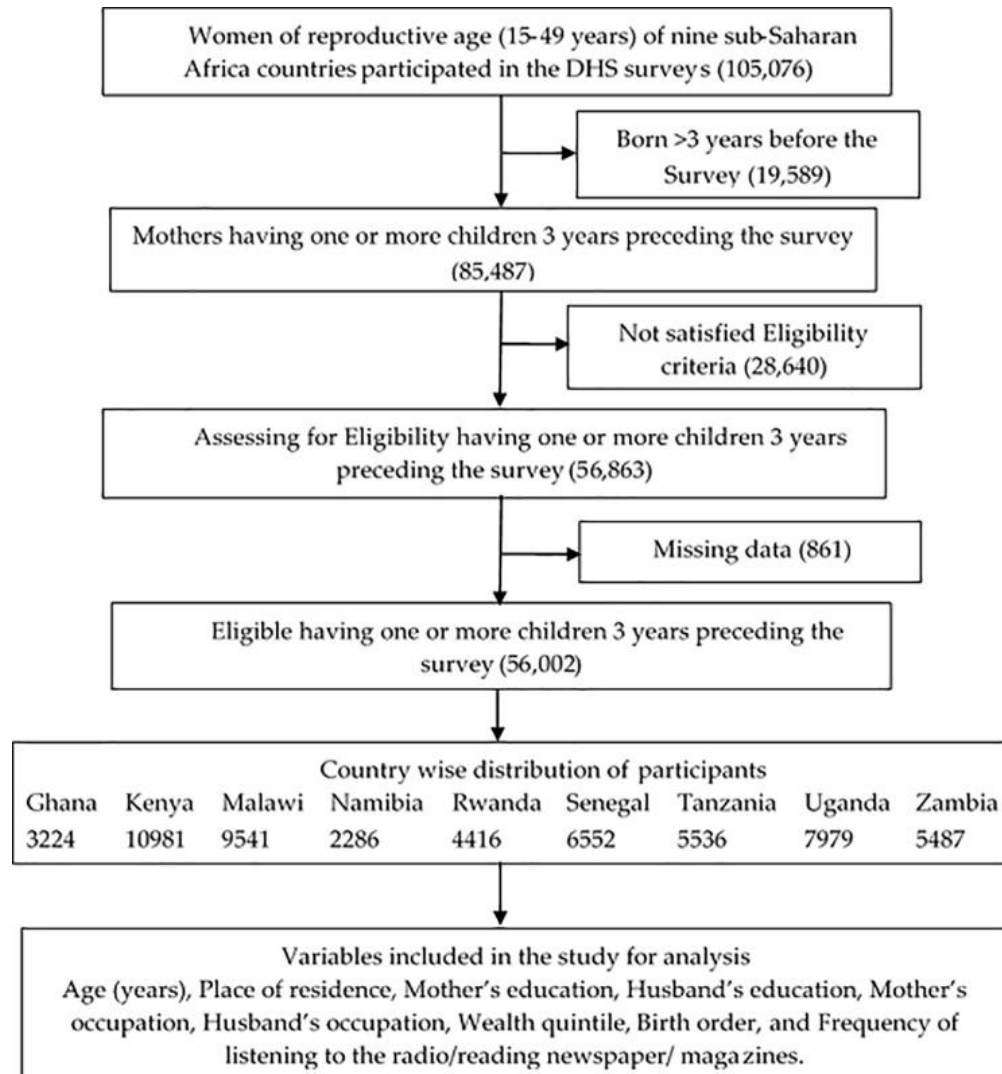 Women of reproductive age (15-49 years) of nine sub-Saharan
Africa countries participated in the DHS surveys (105,076)
Born >3 years before the
Survey (19,589)
Mothers having one or more children 3 years preceding the survey
(85,487)
Not satisfied Eligibility
criteria (28,640)
Assessing for Eligibility having one or more children 3 years
preceding the survey (56,863)
Missing data (861)
Eligible having one or more children 3 years preceding the
survey (56,002)
Country wise distribution of participants
Ghana Kenya Malawi Namibia Rwanda Senegal Tanzania Uganda Zambia
3224 10981 9541 2286 4416 6552 5536 7979 5487
Variables included in the study for analysis
Age (years), Place of residence, Mother's education, Husband's education, Mother's
occupation, Husband's occupation, Wealth quintile, Birth order, and Frequency of
listening to the radio/reading newspaper/ magazines.